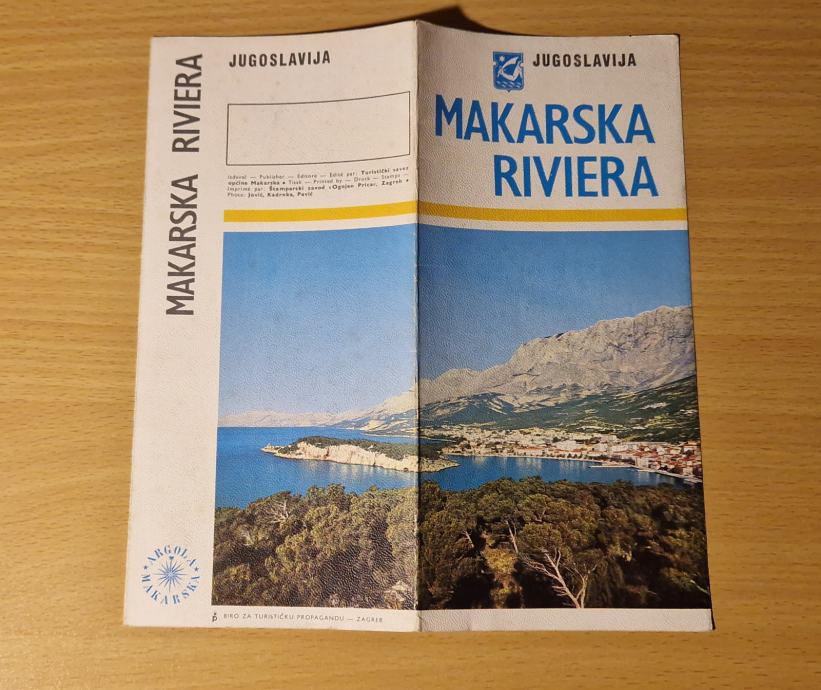 MAKARSKA RIVIERA
JUGOSLAVIJA
Izdavač — Publisher — Editore — Edité par: Turistički savez
općine Makarska • Tisak — Printed by — Druck — Stampa —
Imprimé par: Štamparski zavod «Ognjen Prica», Zagreb •
Photo: Jović, Kadrnka, Pavić
ARGOLA
MAKARSKA
BIRO ZA TURISTIČKU PROPAGANDU — ZAGREB
JUGOSLAVIJA
MAKARSKA
RIVIERA